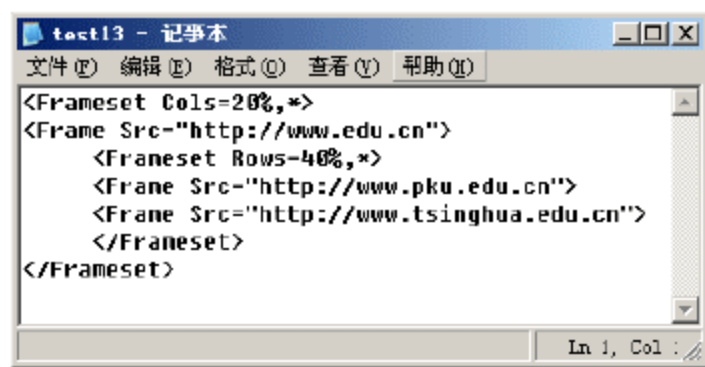 test13 - 记事本
文件(F) 编辑(E) 格式(O) 查看(V) 帮助(H)
<Frameset Cols=20%,*>
<Frame Src="http://www.edu.cn">
<Frameset Rows=40%,*>
<Frame Src="http://www.pku.edu.cn">
<Frame Src="http://www.tsinghua.edu.cn">
</Frameset>
</Frameset>
Ln 1, Col